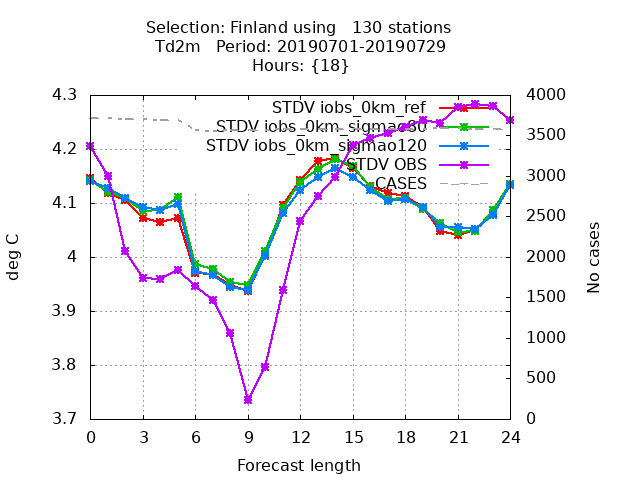 Selection: Finland using 130 stations
Td2m Period: 20190701-20190729
Hours: {18}
STDV iobs_0km_ref
STDV iobs_0km_sigmao80
STDV iobs_0km_sigmao120
STDV OBS
CASES
deg C
No cases
4.3
4.2
4.1
4
3.9
3.8
3.7
4000
3500
3000
2500
2000
1500
1000
500
0
0 3 6 9 12 15 18 21 24
Forecast length